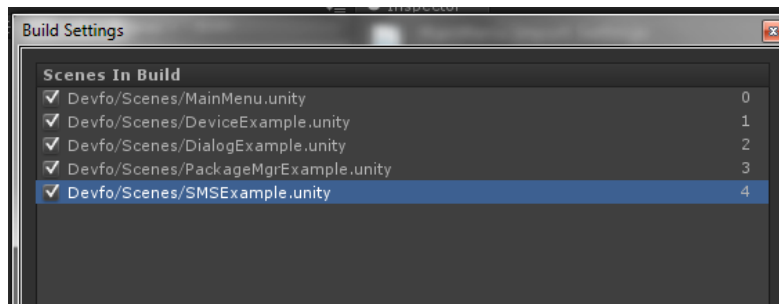 Inspector
Build Settings
Scenes In Build
Devfo/Scenes/MainMenu.unity 0
Devfo/Scenes/DeviceExample.unity 1
Devfo/Scenes/DialogExample.unity 2
Devfo/Scenes/PackageMgrExample.unity 3
Devfo/Scenes/SMSExample.unity 4